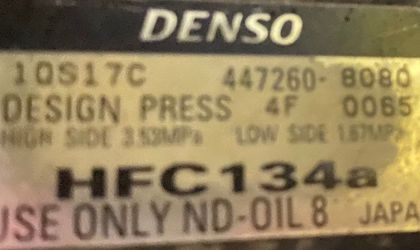 DENSO
10S17C 447260-8080
DESIGN PRESS 4F 0065
HIGH SIDE 3.53MPa LOW SIDE 1.67MPa
HFC134a
USE ONLY ND-OIL 8 JAPA